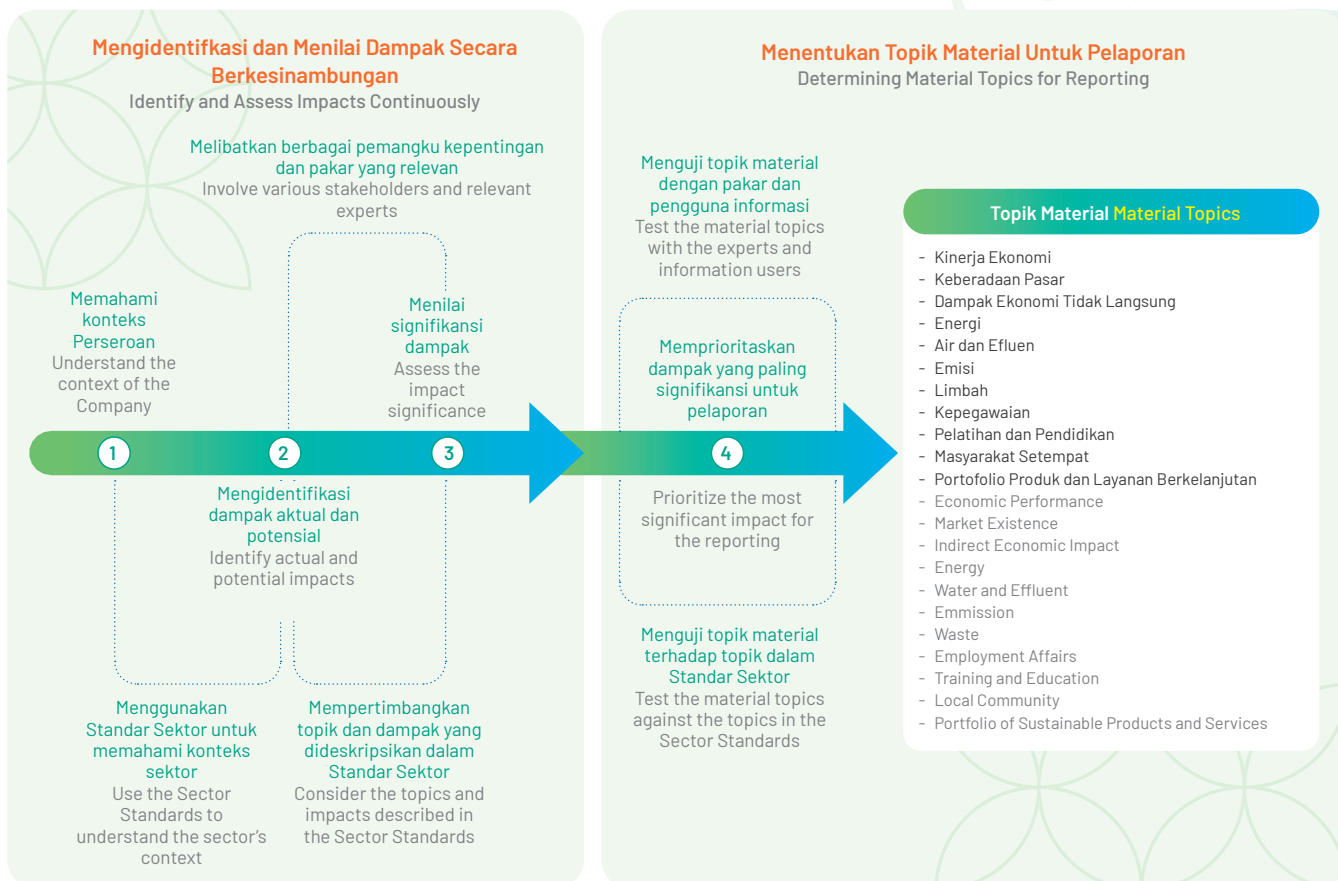 Mengidentifkasi dan Menilai Dampak Secara
Berkesinambungan
Identify and Assess Impacts Continuously
Melibatkan berbagai pemangku kepentingan
dan pakar yang relevan
Involve various stakeholders and relevant
experts
Memahami
konteks
Perseroan
Understand the
context of the
Company
Menilai
signifikansi
dampak
Assess the
impact
significance
1
2
3
Mengidentifikasi
dampak aktual dan
potensial
Identify actual and
potential impacts
Menggunakan
Standar Sektor untuk
memahami konteks
sektor
Use the Sector
Standards to
understand the sector's
context
Mempertimbangkan
topik dan dampak yang
dideskripsikan dalam
Standar Sektor
Consider the topics and
impacts described in
the Sector Standards
Menentukan Topik Material Untuk Pelaporan
Determining Material Topics for Reporting
Menguji topik material
dengan pakar dan
pengguna informasi
Test the material topics
with the experts and
information users
Memprioritaskan
dampak yang paling
signifikansi untuk
pelaporan
4
Prioritize the most
significant impact for
the reporting
Menguji topik material
terhadap topik dalam
Standar Sektor
Test the material topics
against the topics in the
Sector Standards
Topik Material Material Topics
- Kinerja Ekonomi
- Keberadaan Pasar
- Dampak Ekonomi Tidak Langsung
- Energi
- Air dan Efluen
- Emisi
- Limbah
- Kepegawaian
- Pelatihan dan Pendidikan
- Masyarakat Setempat
- Portofolio Produk dan Layanan Berkelanjutan
- Economic Performance
- Market Existence
- Indirect Economic Impact
- Energy
- Water and Effluent
- Emmission
- Waste
- Employment Affairs
- Training and Education
- Local Community
- Portfolio of Sustainable Products and Services